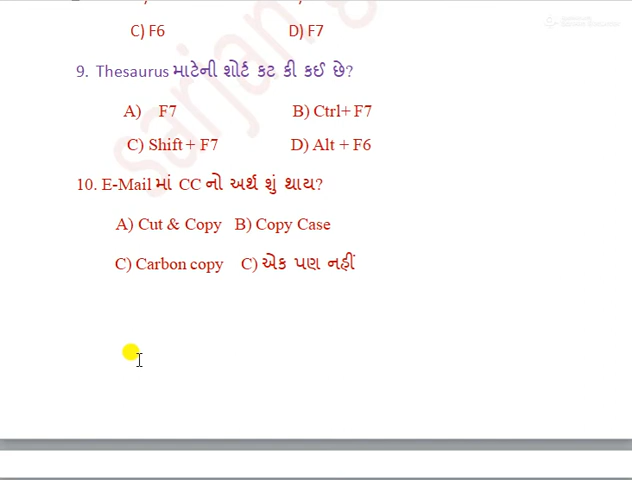 C) F6 D) F7
9. Thesaurus માટેની શોર્ટ કટ કી કઈ છે?
A) F7 B) Ctrl+ F7
C) Shift + F7 D) Alt + F6
10. E-Mail માં CC નો અર્થ શું થાય?
A) Cut & Copy B) Copy Case
C) Carbon copy C) એક પણ નહીં